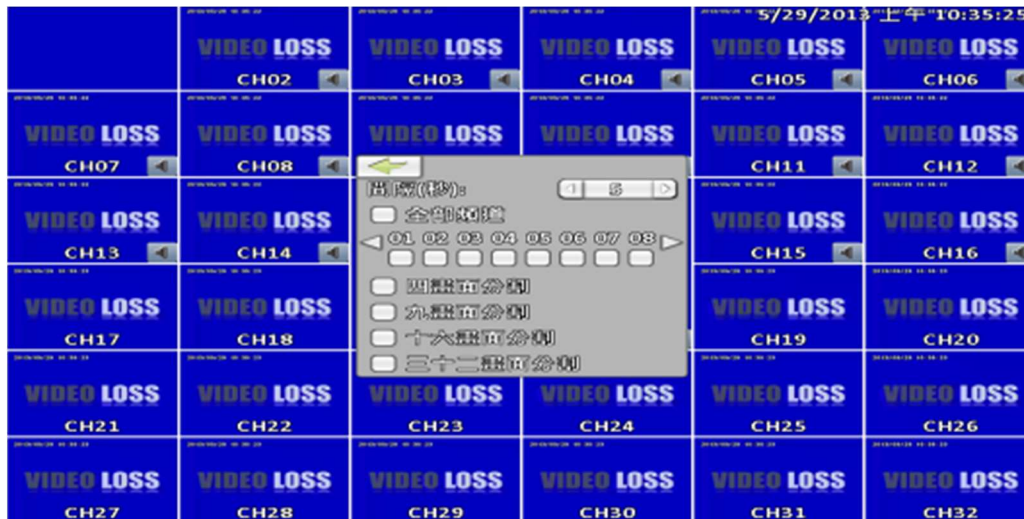 5/29/2013 上午 10:35:25
VIDEO LOSS VIDEO LOSS VIDEO LOSS VIDEO LOSS VIDEO LOSS
CH02 CH03 CH04 CH05 CH06
VIDEO LOSS VIDEO LOSS VIDEO LOSS VIDEO LOSS VIDEO LOSS VIDEO LOSS
CH07 CH08 CH11 CH12
間隔(秒): 5
全部頻道
01 02 03 04 05 06 07 08
四畫面分割
九畫面分割
十六畫面分割
三十二畫面分割
VIDEO LOSS VIDEO LOSS VIDEO LOSS VIDEO LOSS
CH13 CH14 CH15 CH16
VIDEO LOSS VIDEO LOSS VIDEO LOSS VIDEO LOSS
CH17 CH18 CH19 CH20
VIDEO LOSS VIDEO LOSS VIDEO LOSS VIDEO LOSS VIDEO LOSS VIDEO LOSS
CH21 CH22 CH23 CH24 CH25 CH26
VIDEO LOSS VIDEO LOSS VIDEO LOSS VIDEO LOSS VIDEO LOSS VIDEO LOSS
CH27 CH28 CH29 CH30 CH31 CH32